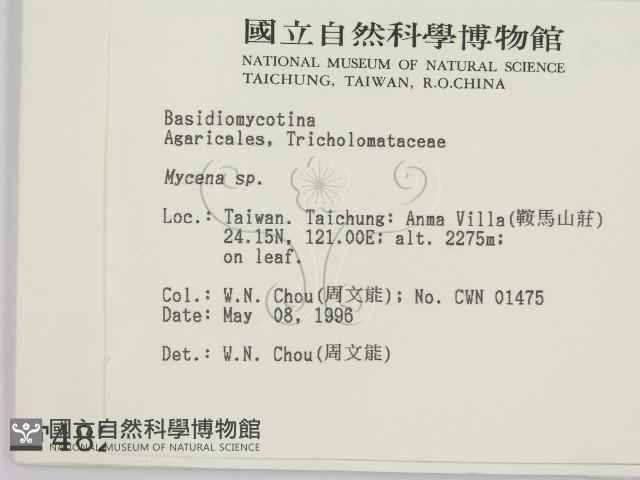 國立自然科學博物館
NATIONAL MUSEUM OF NATURAL SCIENCE
TAICHUNG, TAIWAN, R.O.CHINA
Basidiomycotina
Agaricales, Tricholomataceae
Mycena sp.
Loc.: Taiwan. Taichung: Anma Villa(鞍馬山莊)
24.15N, 121.00E; alt. 2275m;
on leaf.
Col.: W.N. Chou(周文能); No. CWN 01475
Date: May 08, 1996
Det.: W.N. Chou(周文能)
國立自然科學博物館
NATIONAL MUSEUM OF NATURAL SCIENCE